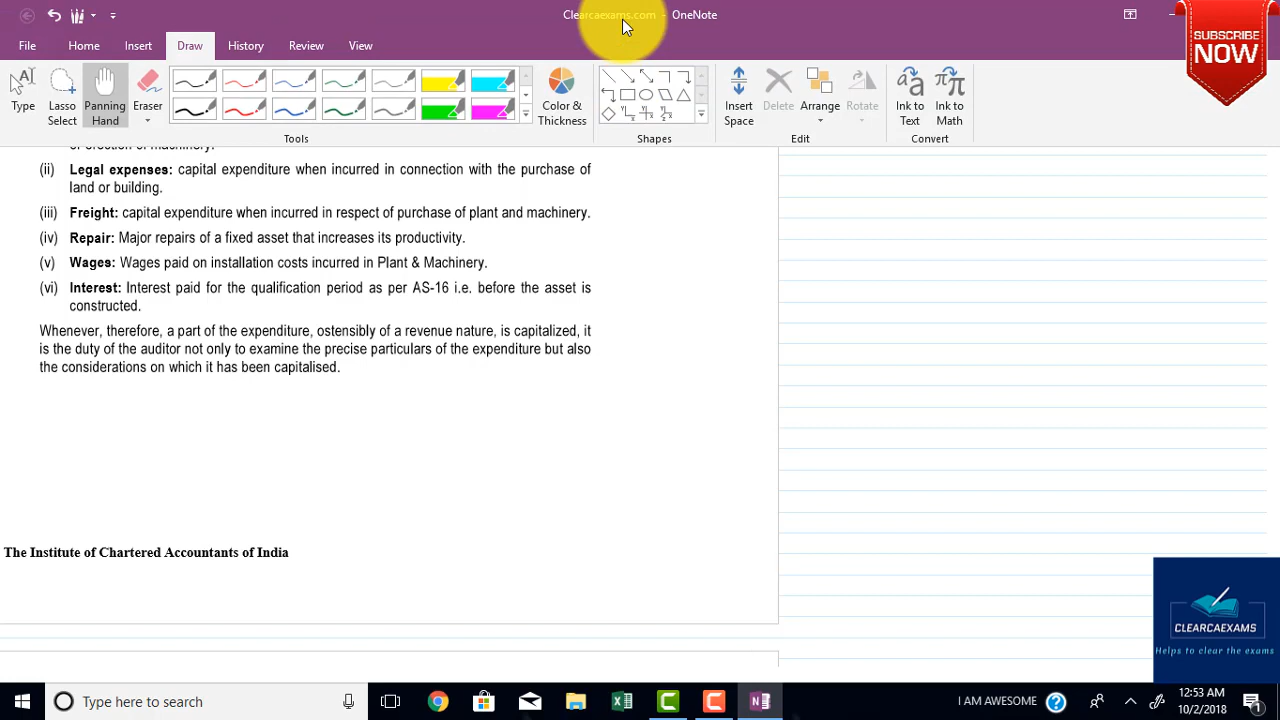 Clearcaexams.com - OneNote
SUBSCRIBE
NOW
File Home Insert Draw History Review View
Type
Lasso
Select
Panning
Hand
Eraser
Color &
Thickness
Insert
Space
Delete
Arrange
Rotate
Ink to
Text
Ink to
Math
Tools
Shapes
Edit
Convert
or erection of machinery.
(ii) Legal expenses: capital expenditure when incurred in connection with the purchase of
land or building.
(iii) Freight: capital expenditure when incurred in respect of purchase of plant and machinery.
(iv) Repair: Major repairs of a fixed asset that increases its productivity.
(v) Wages: Wages paid on installation costs incurred in Plant & Machinery.
(vi) Interest: Interest paid for the qualification period as per AS-16 i.e. before the asset is
constructed.
Whenever, therefore, a part of the expenditure, ostensibly of a revenue nature, is capitalized, it
is the duty of the auditor not only to examine the precise particulars of the expenditure but also
the considerations on which it has been capitalised.
The Institute of Chartered Accountants of India
CLEARCAEXAMS
Helps to clear the exams
Type here to search
I AM AWESOME
12:53 AM
10/2/2018
1